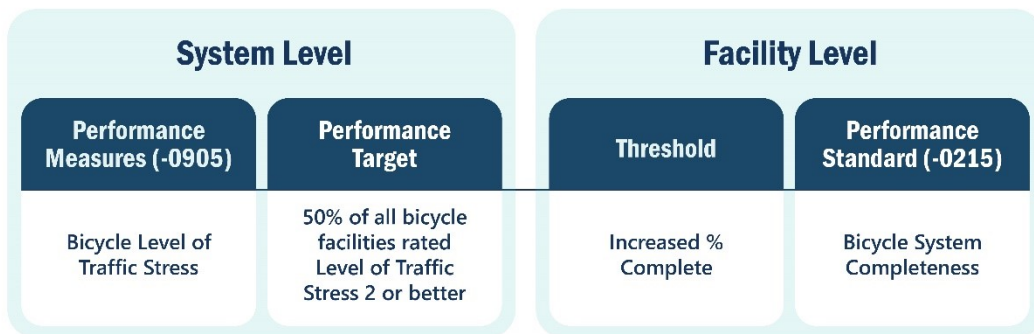 System Level
Performance
Measures (-0905)
Bicycle Level of
Traffic Stress
Performance
Target
50% of all bicycle
facilities rated
Level of Traffic
Stress 2 or better
Facility Level
Threshold
Increased %
Complete
Performance
Standard (-0215)
Bicycle System
Completeness